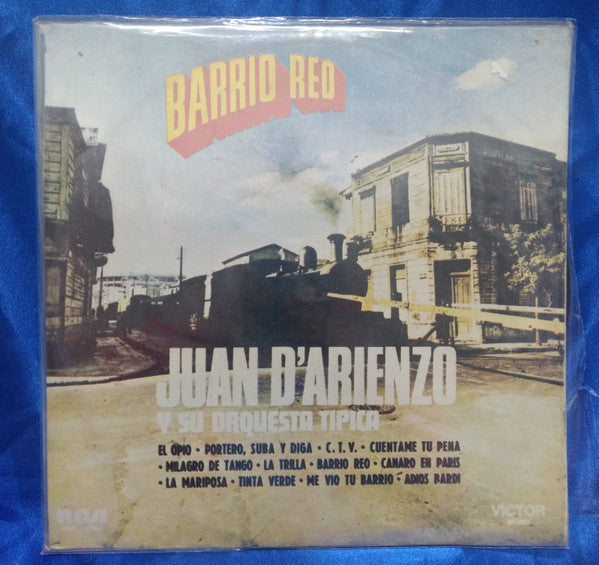 BARRIO REO
JUAN D'ARIENZO
Y SU ORQUESTA TIPICA
EL OPIO · PORTERO, SUBA Y DIGA · C. T. V. · CUENTAME TU PENA
· MILAGRO DE TANGO · LA TRILLA · BARRIO REO · CANARO EN PARIS
· LA MARIPOSA · TINTA VERDE · ME VIO TU BARRIO · ADIOS BARDI
RCA VICTOR